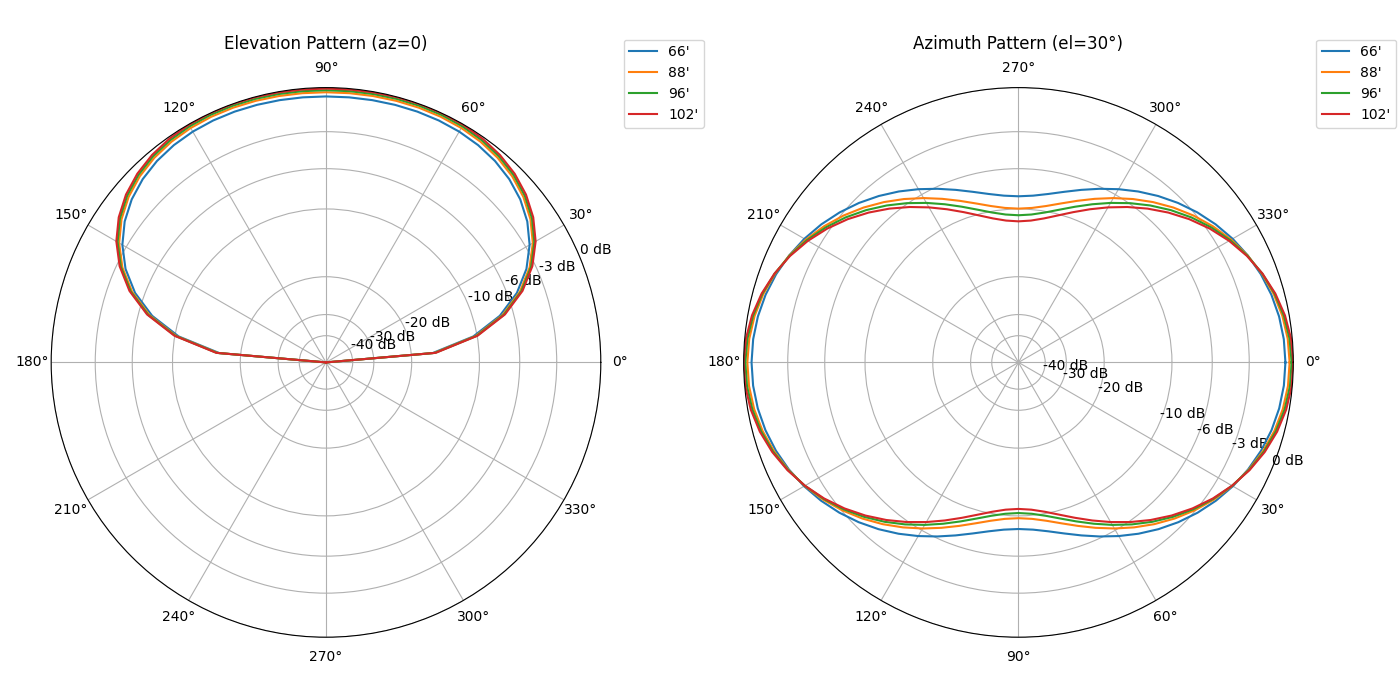 Elevation Pattern (az=0)
90°
120°
60°
150°
30°
180°
0°
210°
330°
240°
300°
270°
0 dB
-3 dB
-6 dB
-10 dB
-20 dB
-30 dB
-40 dB
66'
88'
96'
102'
Azimuth Pattern (el=30°)
270°
240°
300°
210°
330°
180°
0°
150°
30°
120°
60°
90°
-40 dB
-30 dB
-20 dB
-10 dB
-6 dB
-3 dB
0 dB
66'
88'
96'
102'